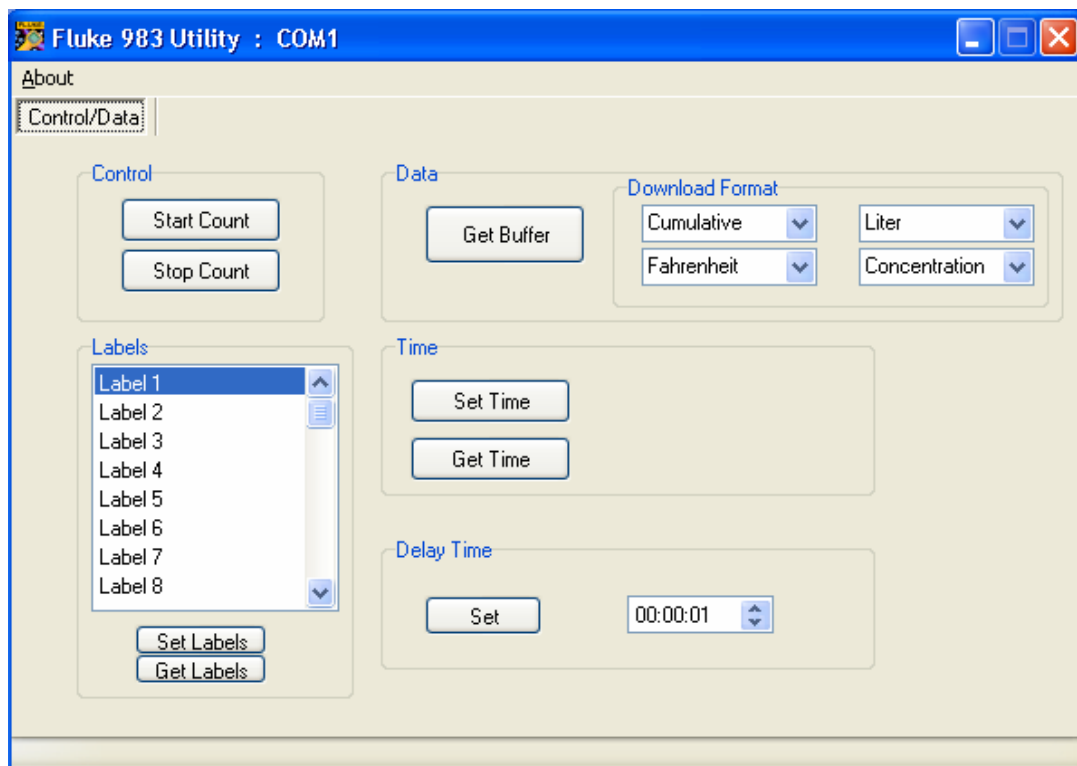 Fluke 983 Utility : COM1
About
Control/Data
Control
Start Count
Stop Count
Data
Get Buffer
Download Format
Cumulative
Liter
Fahrenheit
Concentration
Labels
Label 1
Label 2
Label 3
Label 4
Label 5
Label 6
Label 7
Label 8
Set Labels
Get Labels
Time
Set Time
Get Time
Delay Time
Set
00:00:01